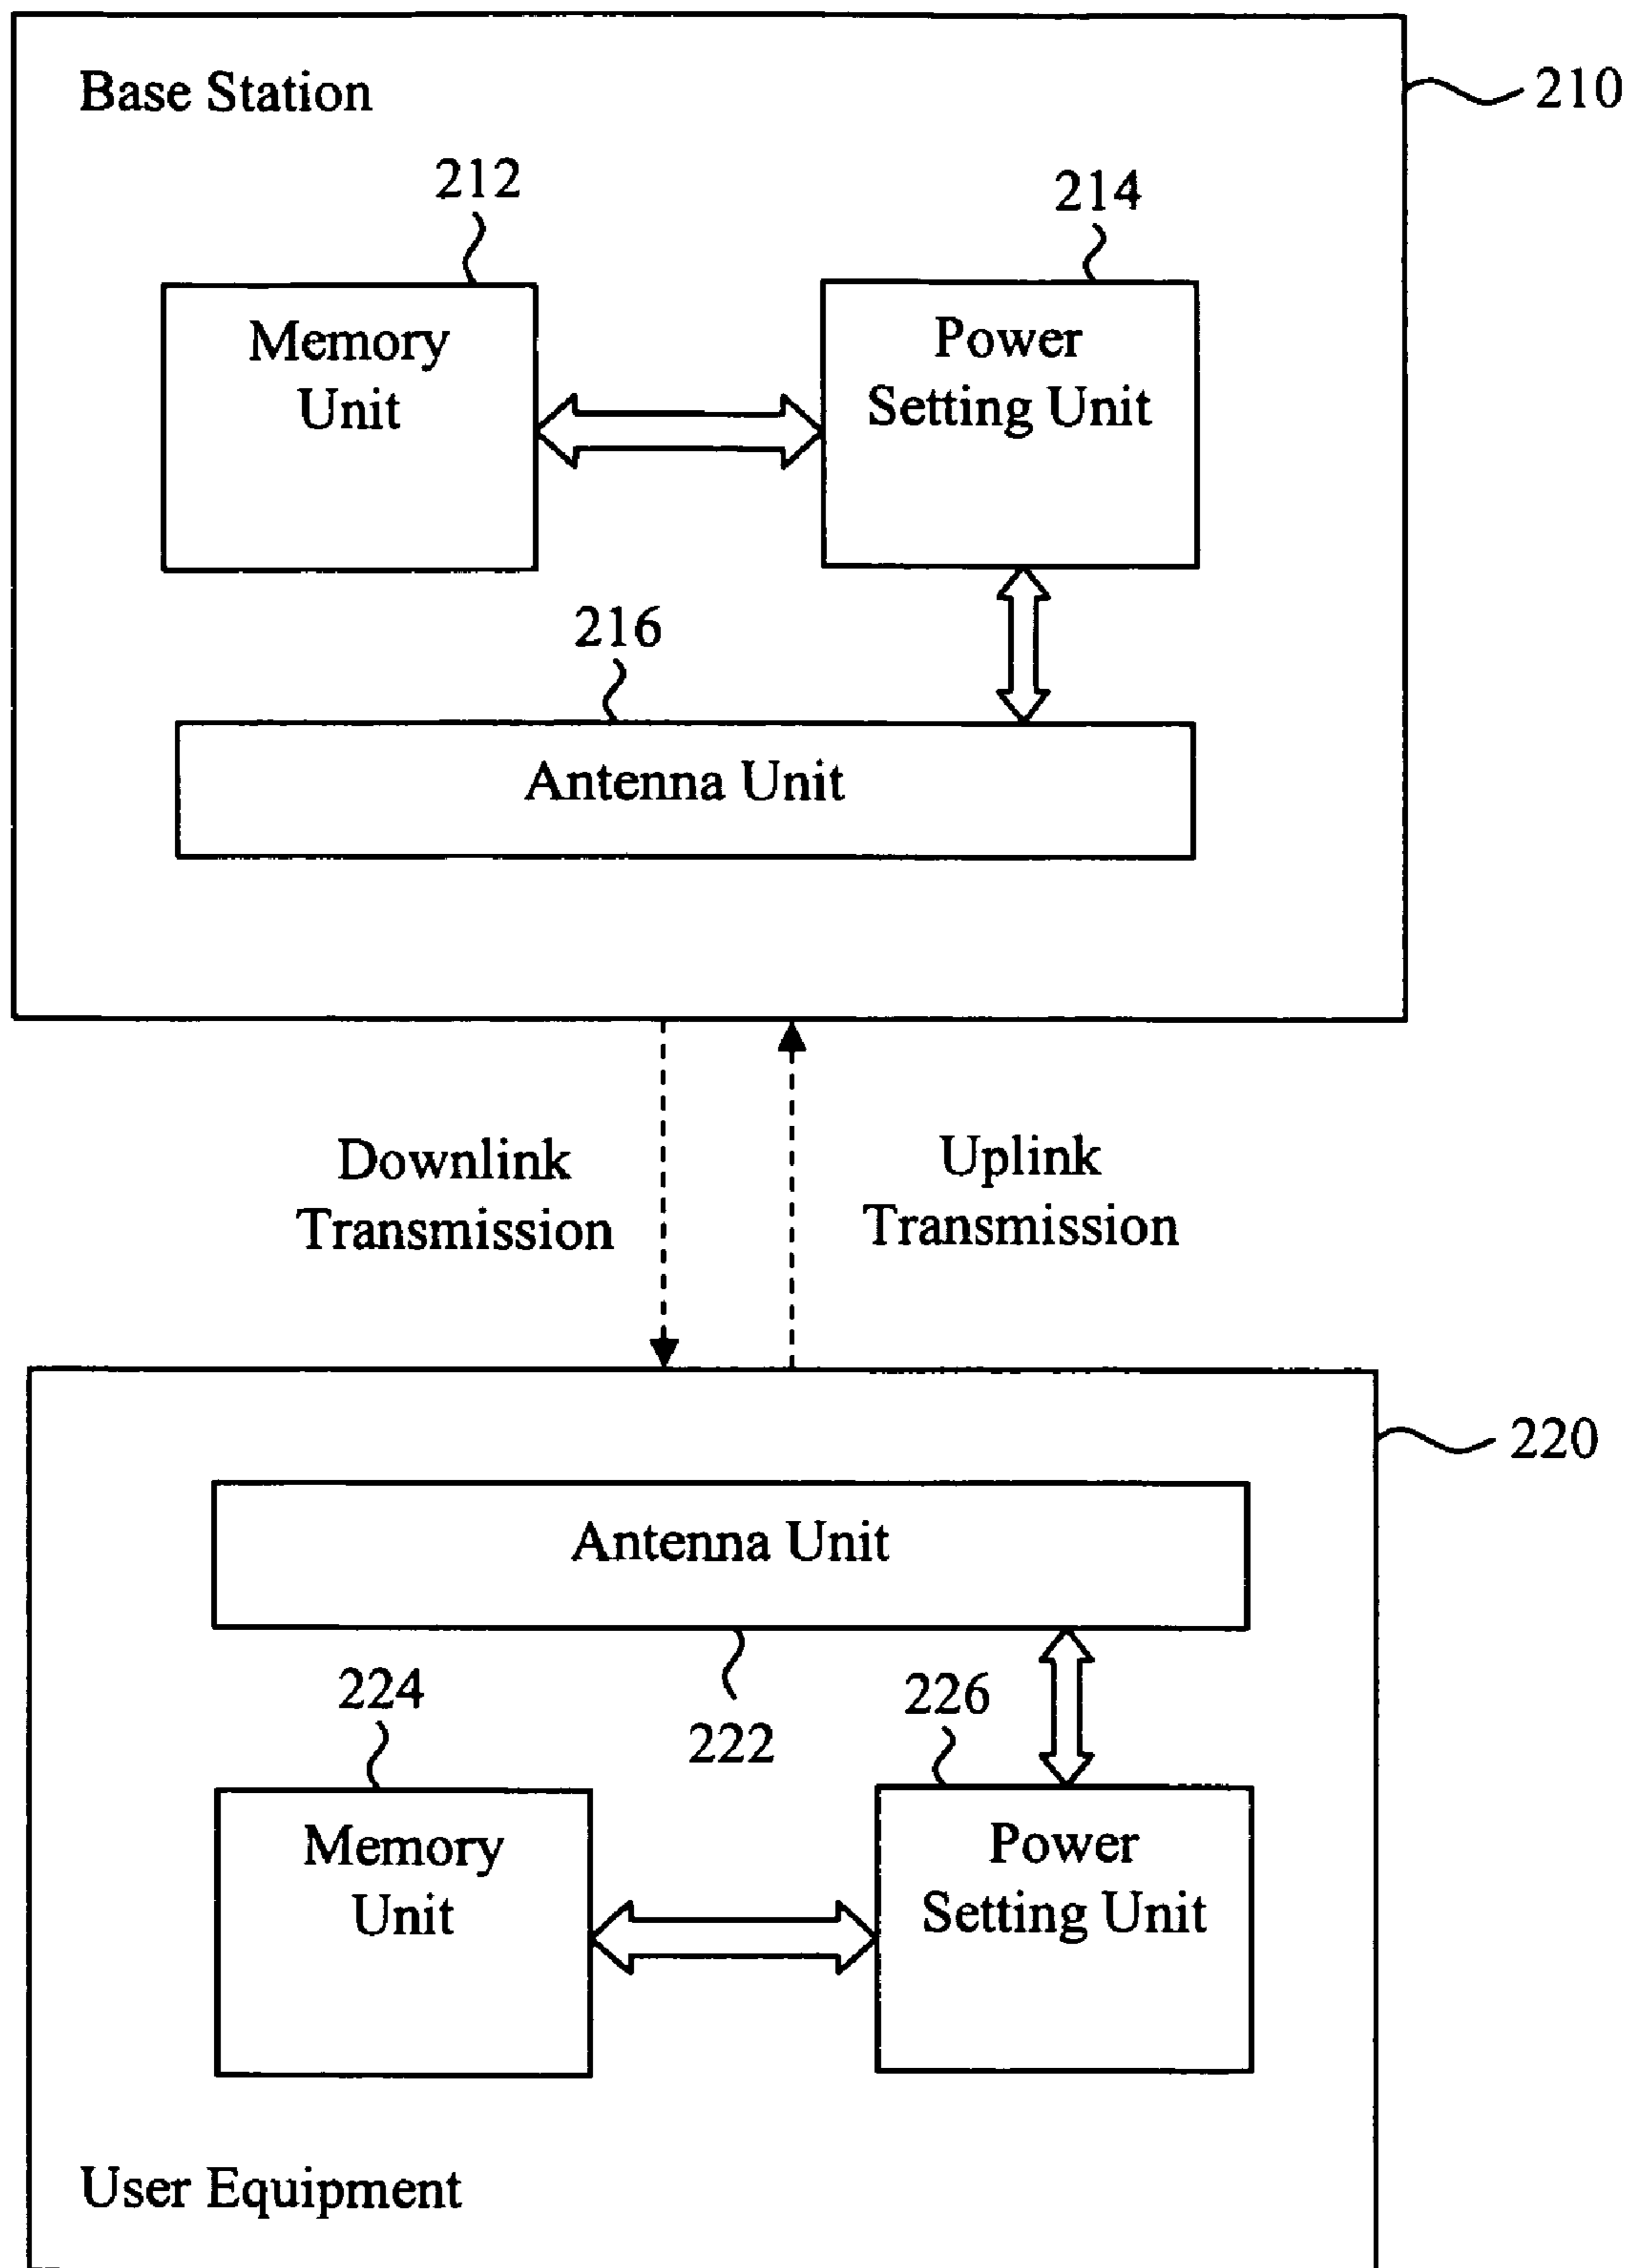 Base Station
210
212
214
Memory
Unit
Power
Setting Unit
216
Antenna Unit
Downlink
Transmission
Uplink
Transmission
220
Antenna Unit
222
224
226
Memory
Unit
Power
Setting Unit
User Equipment